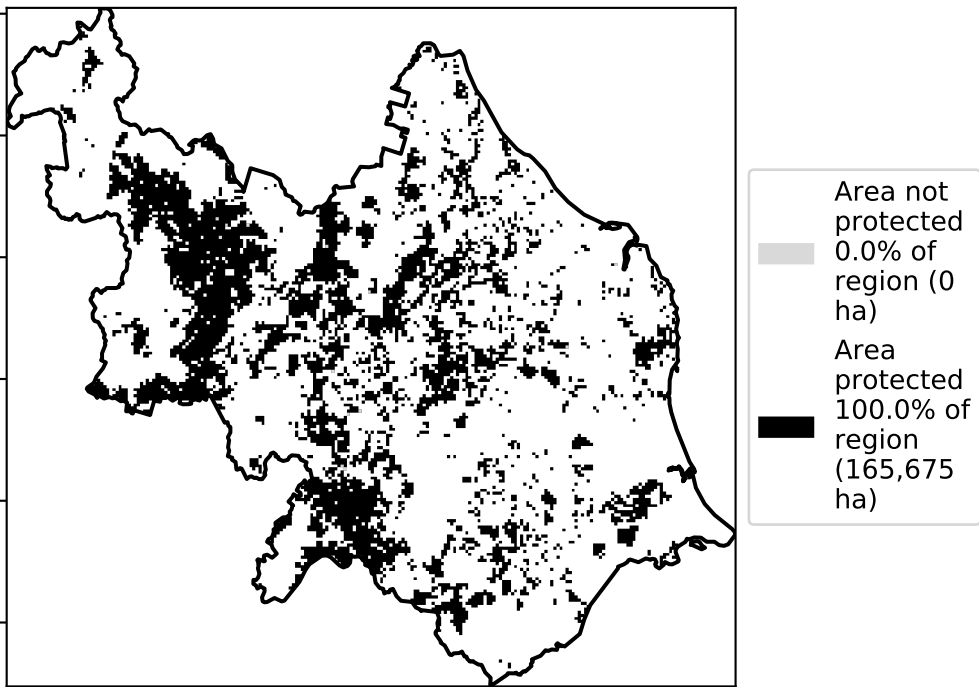 Area not
protected
0.0% of
region (0
ha)
Area
protected
100.0% of
region
(165,675
ha)